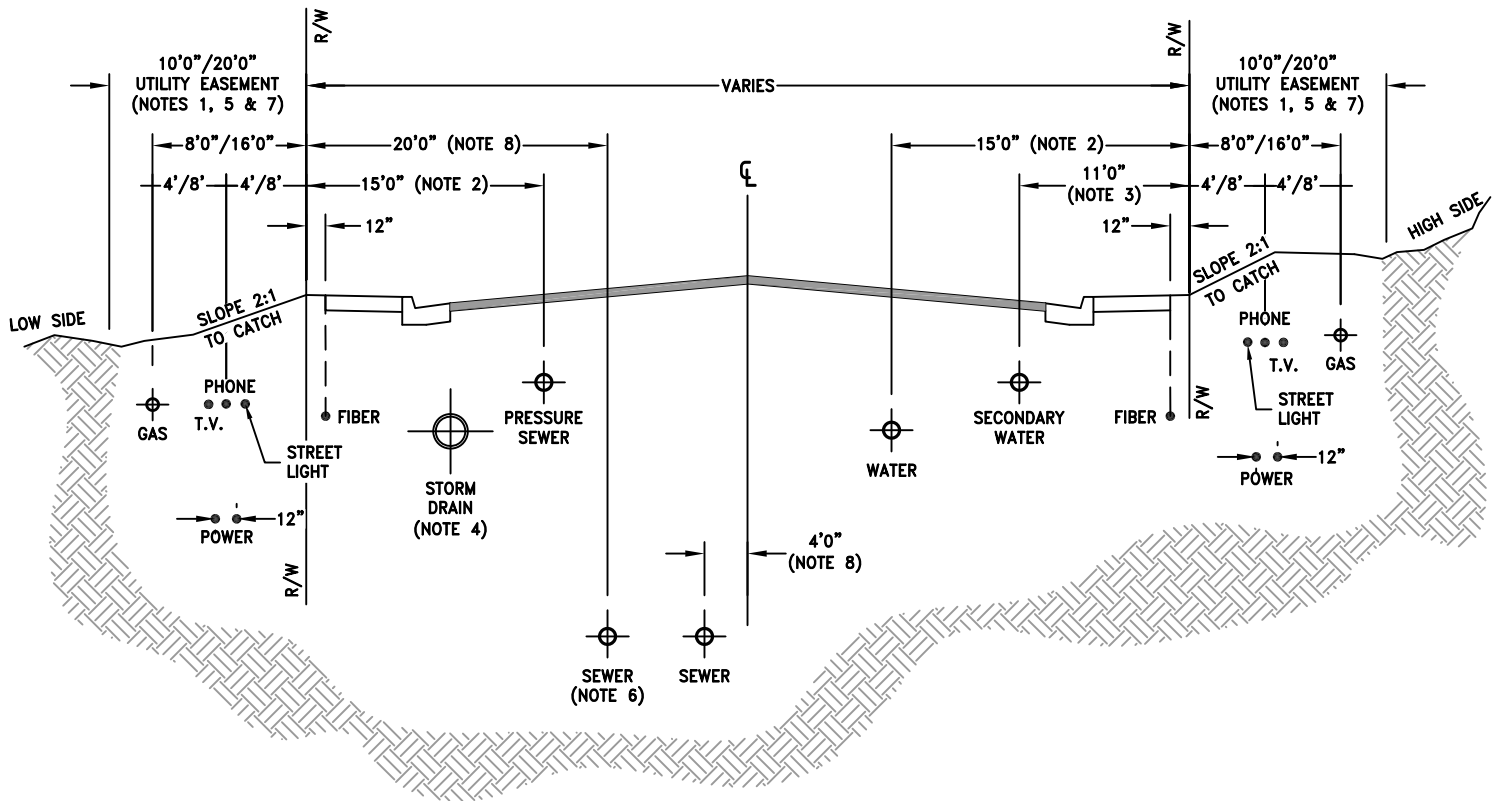 R/W
R/W
10'0"/20'0"
UTILITY EASEMENT
(NOTES 1, 5 & 7)
VARIES
10'0"/20'0"
UTILITY EASEMENT
(NOTES 1, 5 & 7)
8'0"/16'0"
20'0" (NOTE 8)
15'0" (NOTE 2)
8'0"/16'0"
4'/8'
4'/8'
15'0" (NOTE 2)
CL
11'0"
(NOTE 3)
4'/8'
4'/8'
12"
12"
LOW SIDE
SLOPE 2:1
TO CATCH
SLOPE 2:1
TO CATCH
HIGH SIDE
PHONE
T.V.
GAS
STREET
LIGHT
PHONE
T.V.
GAS
STREET
LIGHT
FIBER
PRESSURE
SEWER
SECONDARY
WATER
FIBER
R/W
WATER
12"
POWER
STORM
DRAIN
(NOTE 4)
12"
POWER
4'0"
(NOTE 8)
R/W
SEWER
(NOTE 6)
SEWER